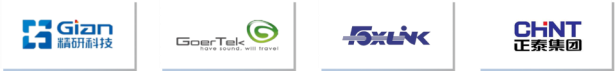 Gian
精研科技
GoerTek
have sound, will travel
FOXLINK
CHNT
正泰集团